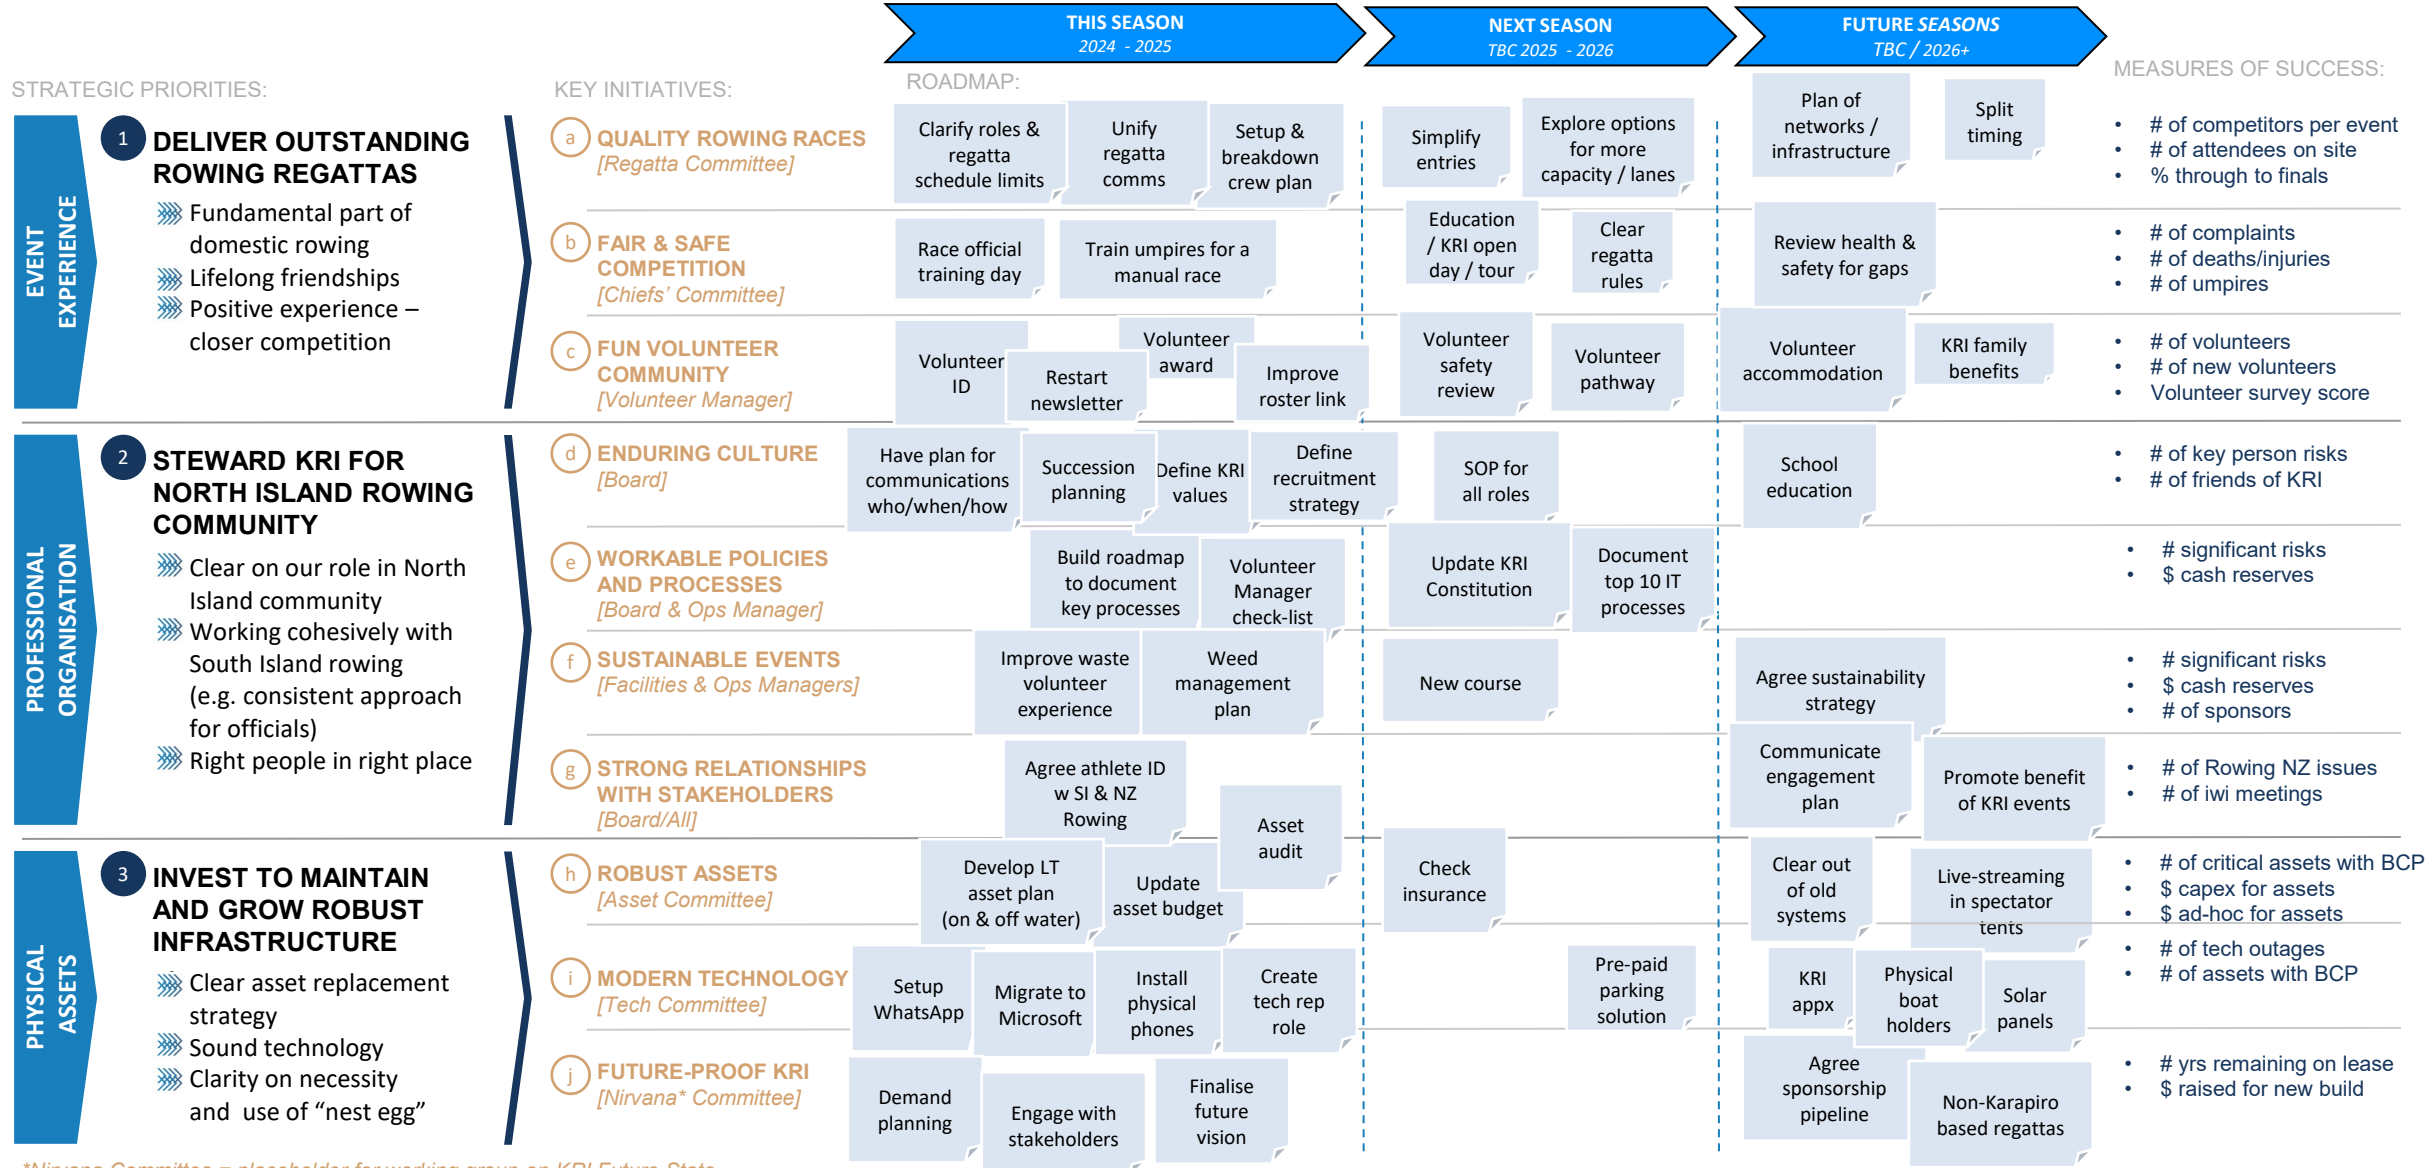 THIS SEASON
2024 - 2025
NEXT SEASON
TBC 2025 - 2026
FUTURE SEASONS
TBC / 2026+
STRATEGIC PRIORITIES:
KEY INITIATIVES:
ROADMAP:
MEASURES OF SUCCESS:
EVENT
EXPERIENCE
1
DELIVER OUTSTANDING
ROWING REGATTAS
Fundamental part of
domestic rowing
Lifelong friendships
Positive experience –
closer competition
a
QUALITY ROWING RACES
[Regatta Committee]
Clarify roles &
regatta
schedule limits
Unify
regatta
comms
Setup &
breakdown
crew plan
Simplify
entries
Explore options
for more
capacity / lanes
Plan of
networks /
infrastructure
Split
timing
• # of competitors per event
• # of attendees on site
• % through to finals
b
FAIR & SAFE
COMPETITION
[Chiefs’ Committee]
Race official
training day
Train umpires for a
manual race
Education
/ KRI open
day / tour
Clear
regatta
rules
Review health &
safety for gaps
• # of complaints
• # of deaths/injuries
• # of umpires
c
FUN VOLUNTEER
COMMUNITY
[Volunteer Manager]
Volunteer
ID
Restart
newsletter
Volunteer
award
Improve
roster link
Volunteer
safety
review
Volunteer
pathway
Volunteer
accommodation
KRI family
benefits
• # of volunteers
• # of new volunteers
• Volunteer survey score
PROFESSIONAL
ORGANISATION
2
STEWARD KRI FOR
NORTH ISLAND ROWING
COMMUNITY
Clear on our role in North
Island community
Working cohesively with
South Island rowing
(e.g. consistent approach
for officials)
Right people in right place
d
ENDURING CULTURE
[Board]
Have plan for
communications
who/when/how
Succession
planning
Define KRI
values
Define
recruitment
strategy
SOP for
all roles
School
education
• # of key person risks
• # of friends of KRI
e
WORKABLE POLICIES
AND PROCESSES
[Board & Ops Manager]
Build roadmap
to document
key processes
Volunteer
Manager
check-list
Update KRI
Constitution
Document
top 10 IT
processes
• # significant risks
• $ cash reserves
f
SUSTAINABLE EVENTS
[Facilities & Ops Managers]
Improve waste
volunteer
experience
Weed
management
plan
New course
Agree sustainability
strategy
• # significant risks
• $ cash reserves
• # of sponsors
g
STRONG RELATIONSHIPS
WITH STAKEHOLDERS
[Board/All]
Agree athlete ID
w SI & NZ
Rowing
Communicate
engagement
plan
Promote benefit
of KRI events
• # of Rowing NZ issues
• # of iwi meetings
PHYSICAL
ASSETS
3
INVEST TO MAINTAIN
AND GROW ROBUST
INFRASTRUCTURE
Clear asset replacement
strategy
Sound technology
Clarity on necessity
and use of “nest egg”
h
ROBUST ASSETS
[Asset Committee]
Develop LT
asset plan
(on & off water)
Update
asset budget
Asset
audit
Check
insurance
Clear out
of old
systems
Live-streaming
in spectator
tents
• # of critical assets with BCP
• $ capex for assets
• $ ad-hoc for assets
i
MODERN TECHNOLOGY
[Tech Committee]
Setup
WhatsApp
Migrate to
Microsoft
Install
physical
phones
Create
tech rep
role
Pre-paid
parking
solution
KRI
appx
Physical
boat
holders
Solar
panels
• # of tech outages
• # of assets with BCP
j
FUTURE-PROOF KRI
[Nirvana* Committee]
Demand
planning
Engage with
stakeholders
Finalise
future
vision
Agree
sponsorship
pipeline
Non-Karapiro
based regattas
• # yrs remaining on lease
• $ raised for new build
*Nirvana Committee = placeholder for working group on KRI Future State